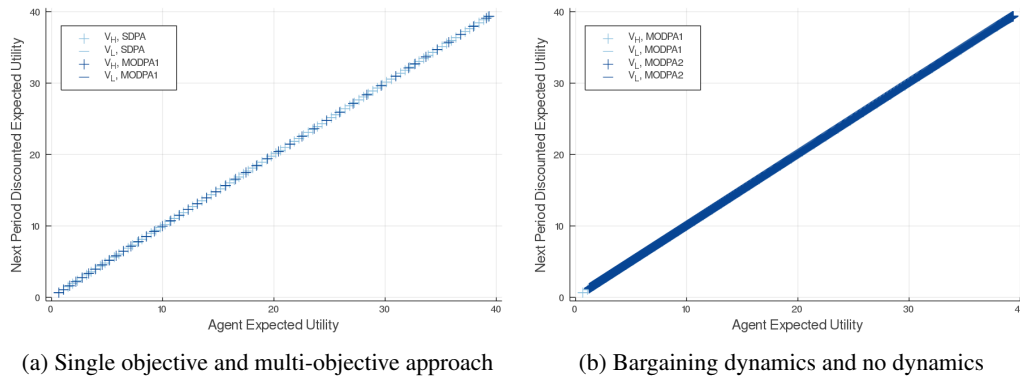 Next Period Discounted Expected Utility
40
30
20
10
0
V_H, SDPA
V_L, SDPA
V_H, MODPA1
V_L, MODPA1
0 10 20 30 40
Agent Expected Utility
(a) Single objective and multi-objective approach
Next Period Discounted Expected Utility
40
30
20
10
0
V_H, MODPA1
V_L, MODPA1
V_H, MODPA2
V_L, MODPA2
0 10 20 30 4
Agent Expected Utility
(b) Bargaining dynamics and no dynamics